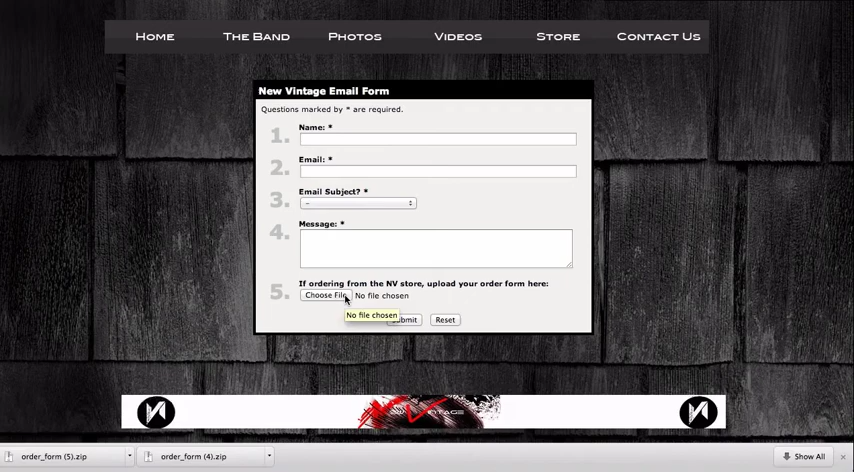 Home The Band Photos Videos Store Contact Us
New Vintage Email Form
Questions marked by * are required.
1. Name: *
2. Email: *
3. Email Subject? *
–
4. Message: *
5. If ordering from the NV store, upload your order form here:
Choose File No file chosen
No file chosen
Submit Reset
VINTAGE
order_form (5).zip order_form (4).zip Show All